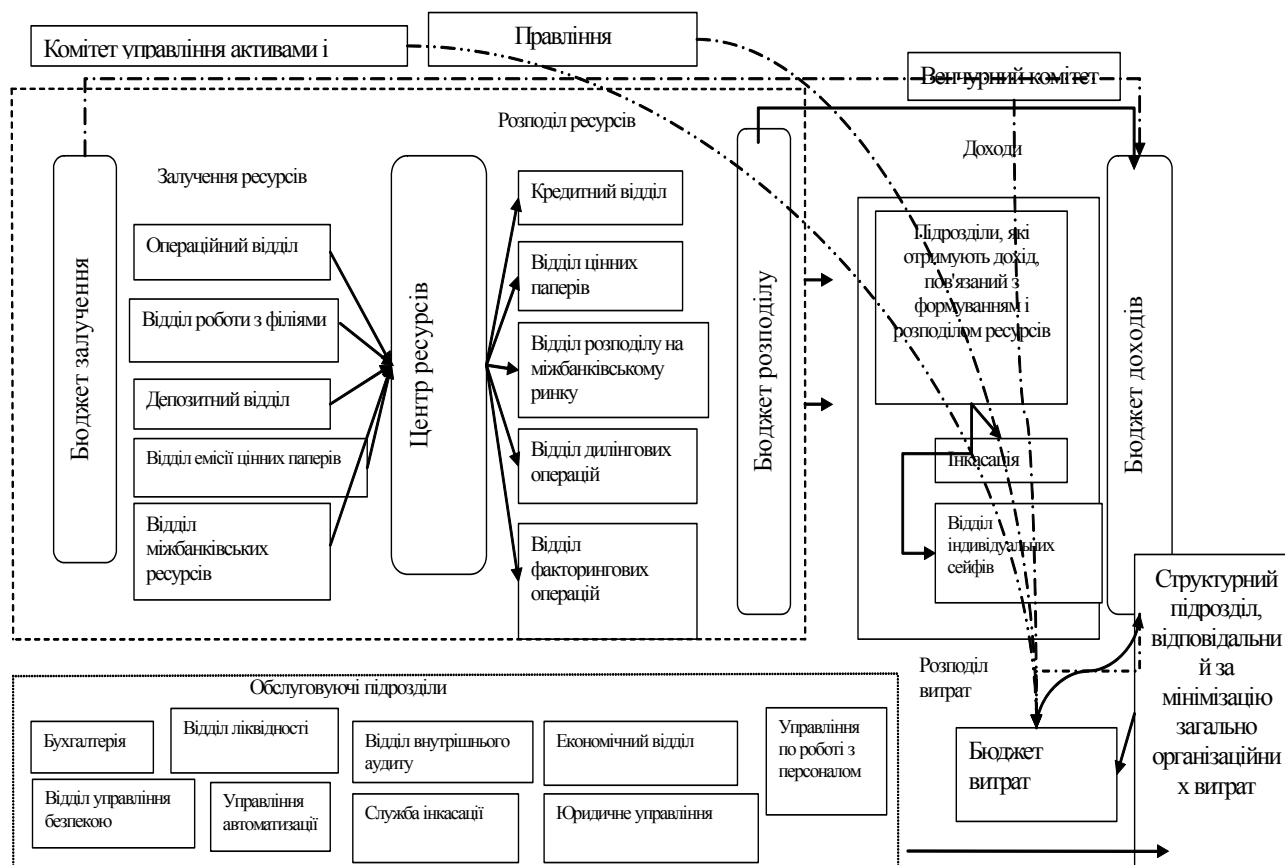 Комітет управління активами і
Правління
Венчурний комітет
Розподіл ресурсів
Доходи
Залучення ресурсів
Бюджет залучення
Операційний відділ
Відділ роботи з філіями
Депозитний відділ
Відділ емісії цінних паперів
Відділ
міжбанківських
ресурсів
Центр ресурсів
Кредитний відділ
Відділ цінних
паперів
Відділ розподілу на
міжбанківському
ринку
Відділ дилінгових
операцій
Відділ
факторингових
операцій
Бюджет розподілу
Підрозділи, які
отримують дохід,
пов'язаний з
формуванням і
розподілом ресурсів
Інкасація
Відділ
індивідуальних
сейфів
Бюджет доходів
Структурний
підрозділ,
відповідальни
й за
мінімізацію
загально
організаційни
х витрат
Розподіл
витрат
Бюджет
витрат
Обслуговуючі підрозділи
Бухгалтерія
Відділ ліквідності
Відділ внутрішнього
аудиту
Економічний відділ
Управління
по роботі з
персоналом
Відділ управління
безпекою
Управління
автоматизації
Служба інкасації
Юридичне управління